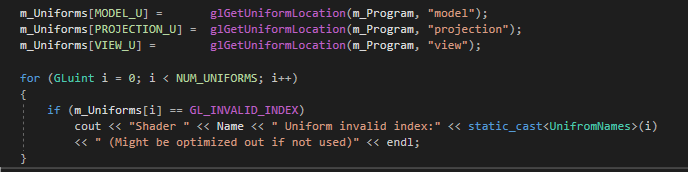 m_Uniforms[MODEL_U] = glGetUniformLocation(m_Program, "model");
m_Uniforms[PROJECTION_U] = glGetUniformLocation(m_Program, "projection");
m_Uniforms[VIEW_U] = glGetUniformLocation(m_Program, "view");
for (GLuint i = 0; i < NUM_UNIFORMS; i++)
{
if (m_Uniforms[i] == GL_INVALID_INDEX)
cout << "Shader " << Name << " Uniform invalid index:" << static_cast<UnifromNames>(i)
<< " (Might be optimized out if not used)" << endl;
}